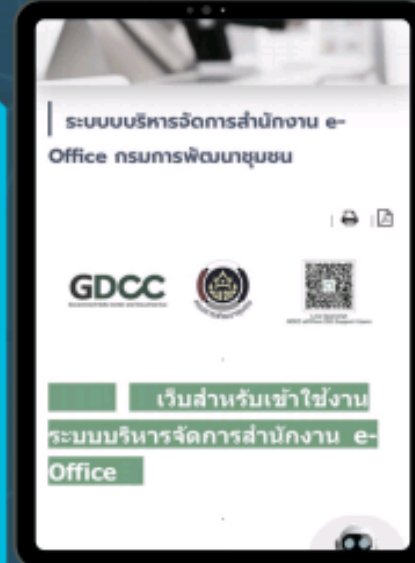 ระบบบริหารจัดการสำนักงาน e-
Office กรมการพัฒนาชุมชน
GDCC
เว็บสำหรับเข้าใช้งาน
ระบบบริหารจัดการสำนักงาน e-
Office